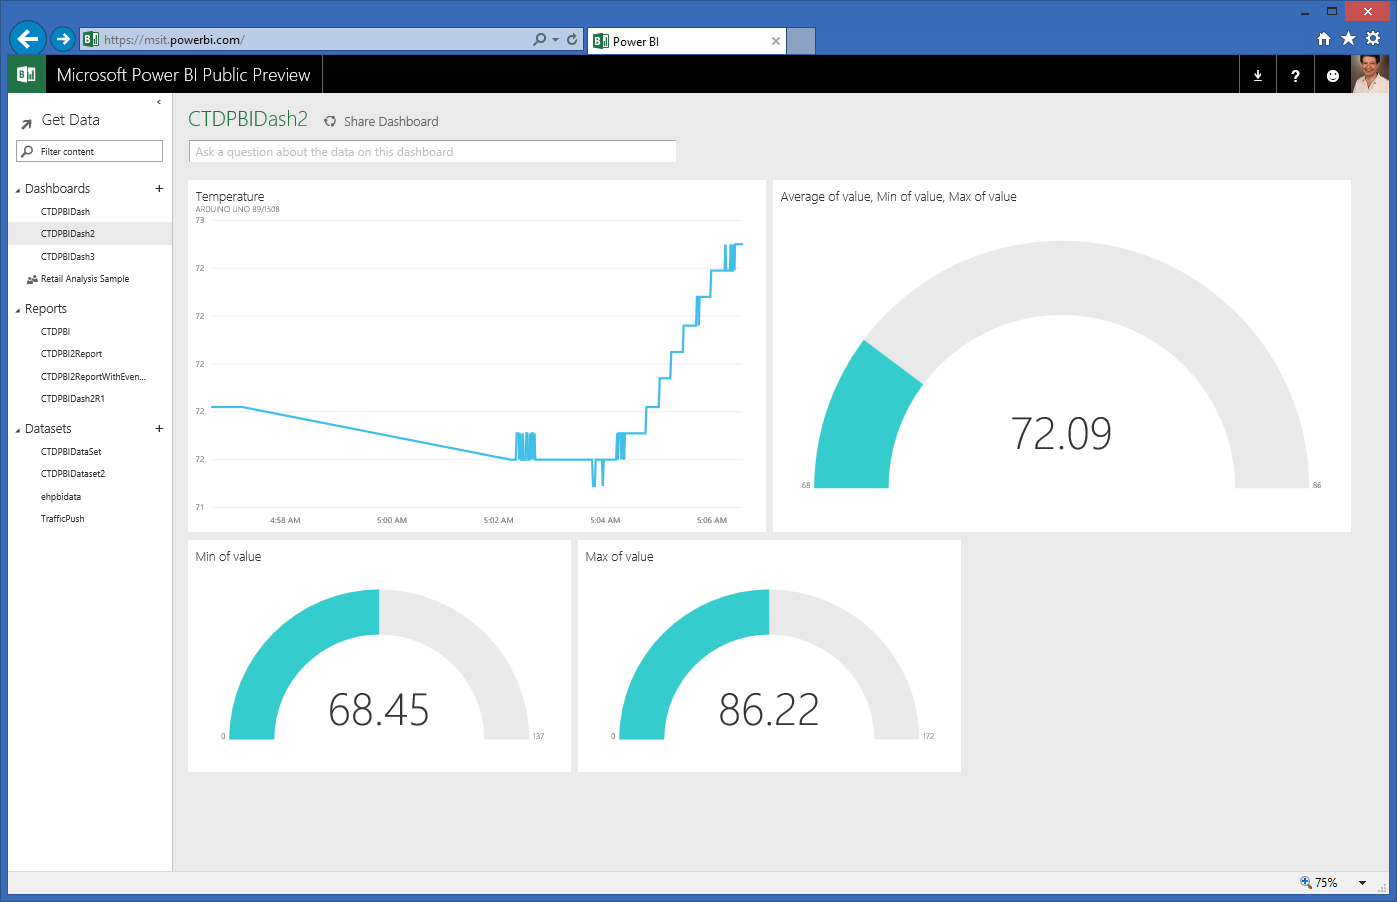 https://msit.powerbi.com/
Power BI
Microsoft Power BI Public Preview
?
Get Data
Filter content
Dashboards
CTDPBIDash
CTDPBIDash2
CTDPBIDash3
Retail Analysis Sample
Reports
CTDPBI
CTDPBI2Report
CTDPBI2ReportWithEven...
CTDPBIDash2R1
Datasets
CTDPBIDataSet
CTDPBIDataset2
ehpbidata
TrafficPush
CTDPBIDash2 Share Dashboard
Ask a question about the data on this dashboard
Temperature
ARDUINO UNO 89/1508
73
72
72
72
72
72
71
4:58 AM 5:00 AM 5:02 AM 5:04 AM 5:06 AM
Average of value, Min of value, Max of value
72.09
68 86
Min of value
68.45
0 137
Max of value
86.22
0 172
75%